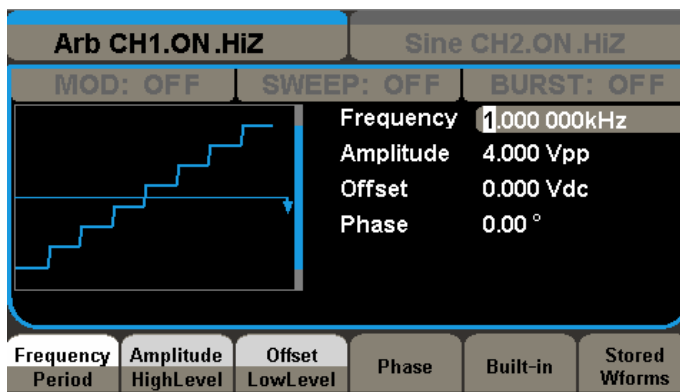 Arb CH1.ON.HiZ
Sine CH2.ON.HiZ
MOD: OFF
SWEEP: OFF
BURST: OFF
Frequency 1.000 000kHz
Amplitude 4.000 Vpp
Offset 0.000 Vdc
Phase 0.00 °
Frequency
Period
Amplitude
HighLevel
Offset
LowLevel
Phase
Built-in
Stored
Wforms